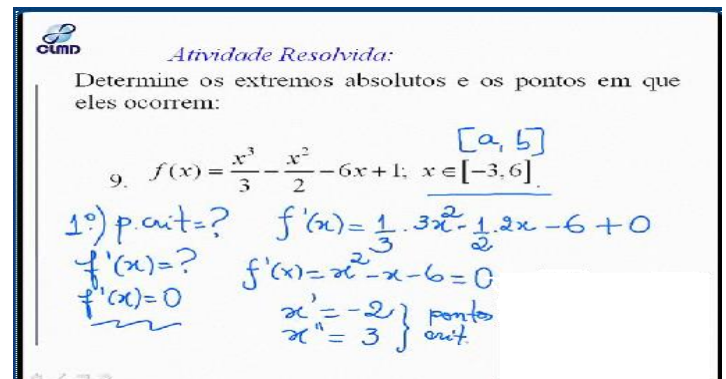 CLMD
Atividade Resolvida:
Determine os extremos absolutos e os pontos em que
eles ocorrem:
[a, b]
9. f(x) = x³/3 − x²/2 − 6x + 1; x ∈ [−3,6].
1º) p. crit = ? f'(x) = 1/3 · 3x² − 1/2 · 2x − 6 + 0
f'(x) = ? f'(x) = x² − x − 6 = 0
f'(x) = 0 x' = −2 } pontos
x'' = 3 } crit.